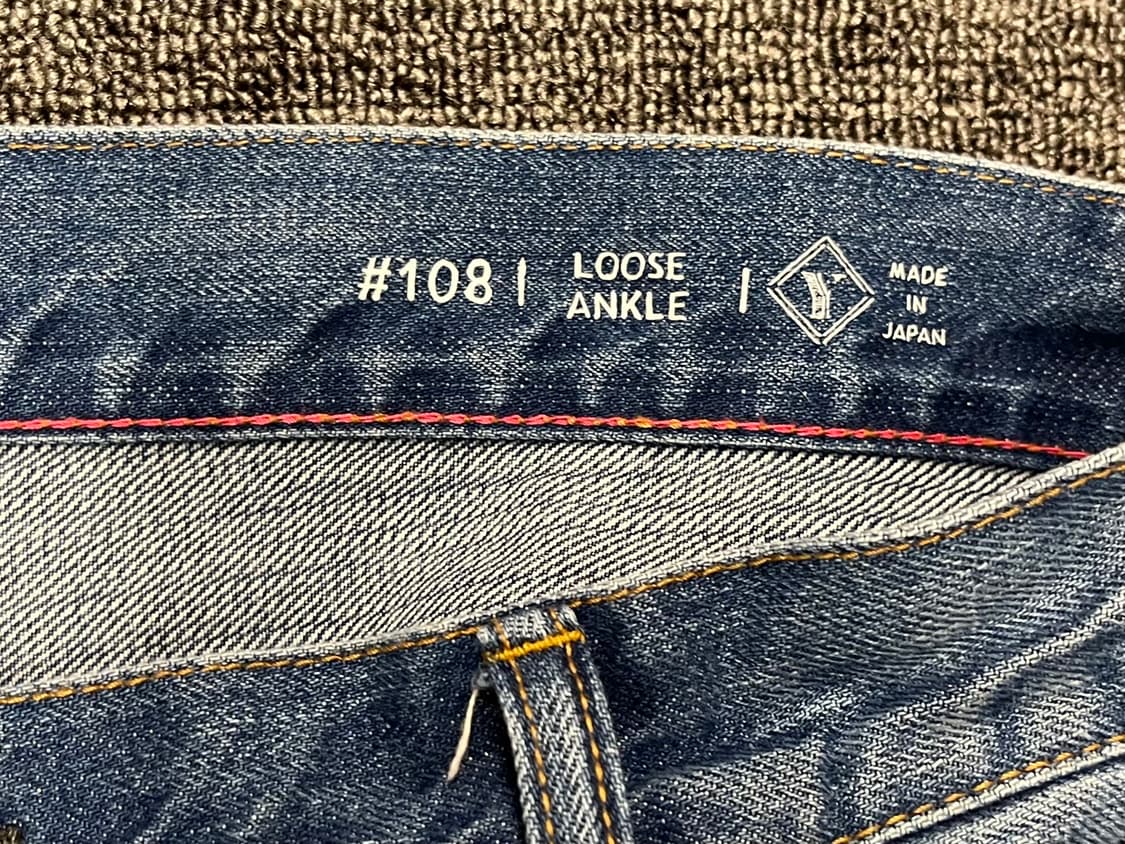 #108 |
LOOSE
ANKLE
|
MADE
IN
JAPAN